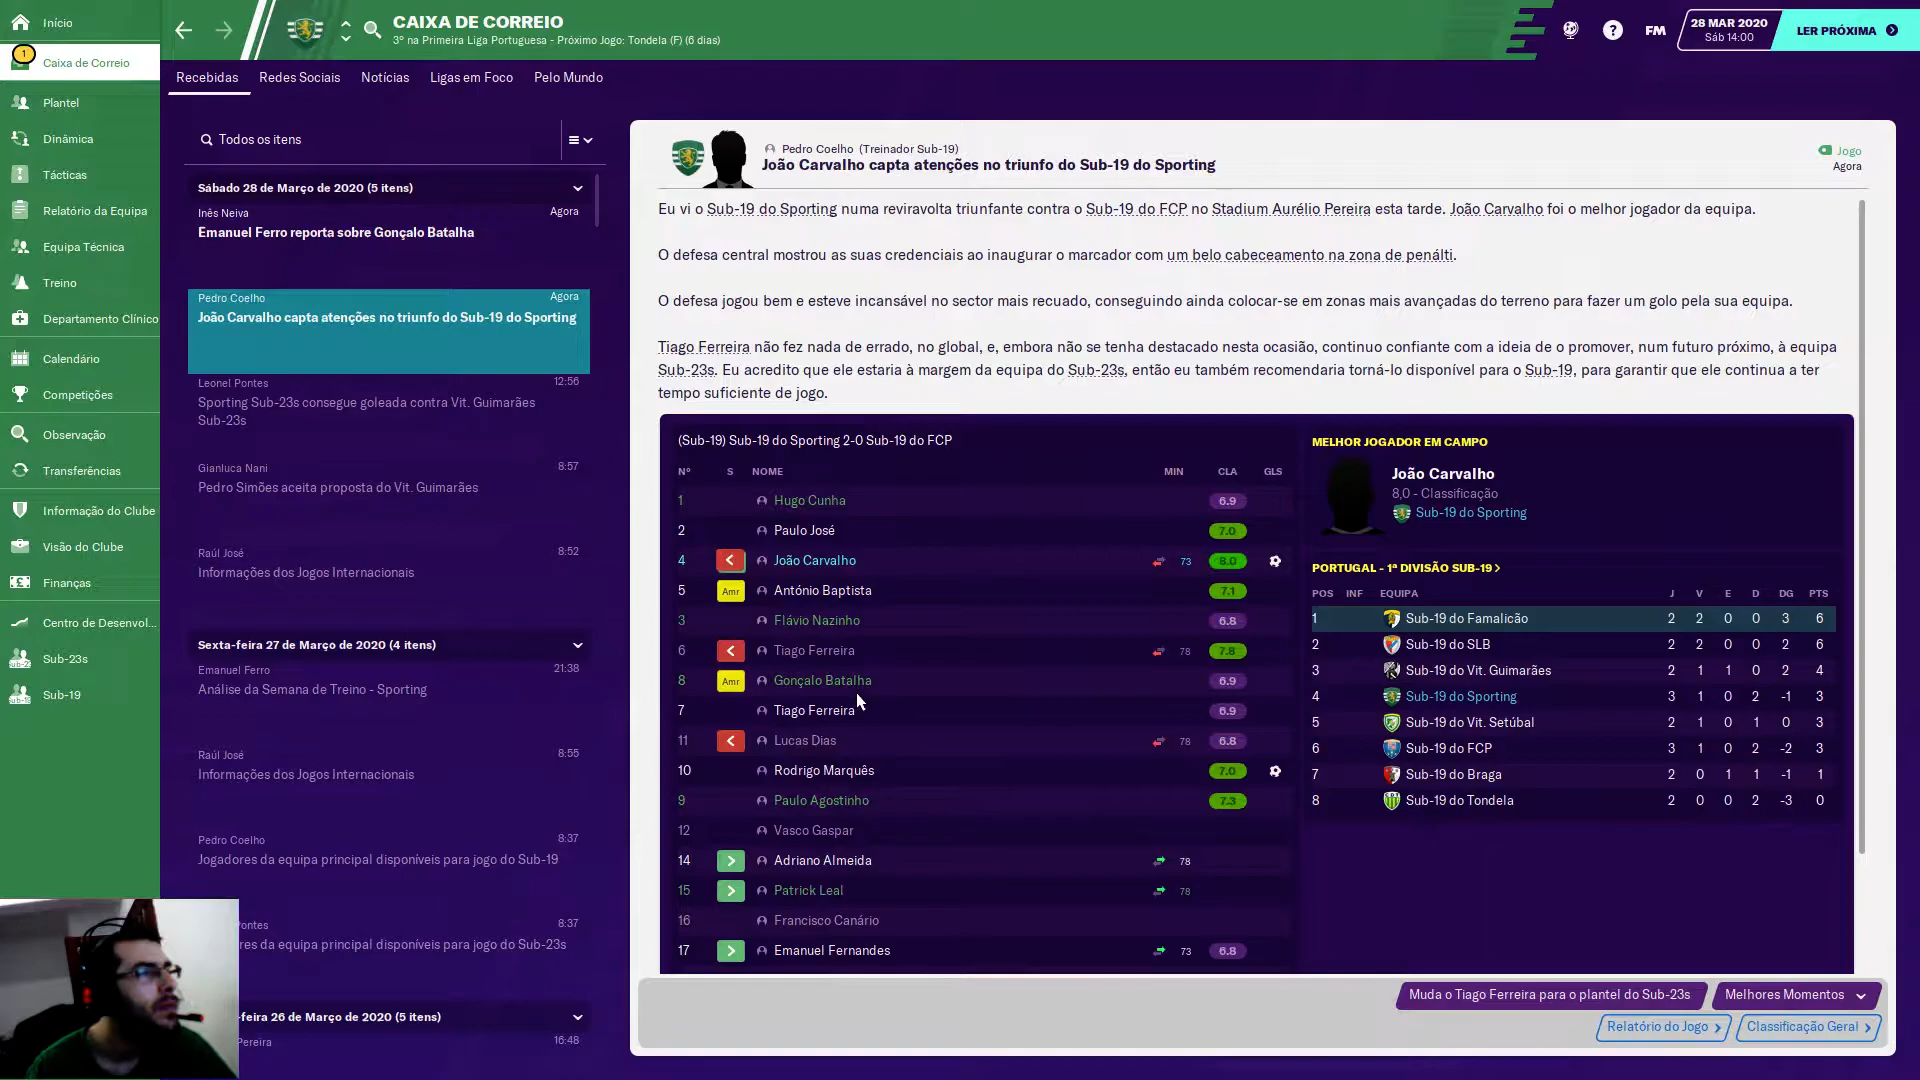 Início
1
Caixa de Correio
Plantel
Dinâmica
Tácticas
Relatório da Equipa
Equipa Técnica
Treino
Departamento Clínico
Calendário
Competições
Observação
Transferências
Informação do Clube
Visão do Clube
Finanças
Centro de Desenvol...
Sub-23s
Sub-19
CAIXA DE CORREIO
3º na Primeira Liga Portuguesa - Próximo Jogo: Tondela (F) (6 dias)
FM
28 MAR 2020
Sáb 14:00
LER PRÓXIMA
Recebidas Redes Sociais Notícias Ligas em Foco Pelo Mundo
Todos os itens
Sábado 28 de Março de 2020 (5 itens)
Inês Neiva Agora
Emanuel Ferro reporta sobre Gonçalo Batalha
Pedro Coelho Agora
João Carvalho capta atenções no triunfo do Sub-19 do Sporting
Leonel Pontes 12:56
Sporting Sub-23s consegue goleada contra Vit. Guimarães
Sub-23s
Gianluca Nani 8:57
Pedro Simões aceita proposta do Vit. Guimarães
Raúl José 8:52
Informações dos Jogos Internacionais
Sexta-feira 27 de Março de 2020 (4 itens)
Emanuel Ferro 21:38
Análise da Semana de Treino - Sporting
Raúl José 8:55
Informações dos Jogos Internacionais
Pedro Coelho 8:37
Jogadores da equipa principal disponíveis para jogo do Sub-19
Pontes 8:37
res da equipa principal disponíveis para jogo do Sub-23s
-feira 26 de Março de 2020 (5 itens)
Pereira 16:48
Pedro Coelho (Treinador Sub-19)
João Carvalho capta atenções no triunfo do Sub-19 do Sporting
Jogo
Agora
Eu vi o Sub-19 do Sporting numa reviravolta triunfante contra o Sub-19 do FCP no Stadium Aurélio Pereira esta tarde. João Carvalho foi o melhor jogador da equipa.
O defesa central mostrou as suas credenciais ao inaugurar o marcador com um belo cabeceamento na zona de penálti.
O defesa jogou bem e esteve incansável no sector mais recuado, conseguindo ainda colocar-se em zonas mais avançadas do terreno para fazer um golo pela sua equipa.
Tiago Ferreira não fez nada de errado, no global, e, embora não se tenha destacado nesta ocasião, continuo confiante com a ideia de o promover, num futuro próximo, à equipa
Sub-23s. Eu acredito que ele estaria à margem da equipa do Sub-23s, então eu também recomendaria torná-lo disponível para o Sub-19, para garantir que ele continua a ter
tempo suficiente de jogo.
(Sub-19) Sub-19 do Sporting 2-0 Sub-19 do FCP
Nº S NOME MIN CLA GLS
1 Hugo Cunha 6.9
2 Paulo José 7.0
4 João Carvalho 73 8.0
5 Amr António Baptista 7.1
3 Flávio Nazinho 6.8
6 Tiago Ferreira 78 7.8
8 Amr Gonçalo Batalha 6.9
7 Tiago Ferreira 6.9
11 Lucas Dias 78 6.8
10 Rodrigo Marquês 7.0
9 Paulo Agostinho 7.3
12 Vasco Gaspar
14 Adriano Almeida 78
15 Patrick Leal 78
16 Francisco Canário
17 Emanuel Fernandes 73 6.8
MELHOR JOGADOR EM CAMPO
João Carvalho
8,0 - Classificação
Sub-19 do Sporting
PORTUGAL - 1ª DIVISÃO SUB-19 >
POS INF EQUIPA J V E D DG PTS
1 Sub-19 do Famalicão 2 2 0 0 3 6
2 Sub-19 do SLB 2 2 0 0 2 6
3 Sub-19 do Vit. Guimarães 2 1 1 0 2 4
4 Sub-19 do Sporting 3 1 0 2 -1 3
5 Sub-19 do Vit. Setúbal 2 1 0 1 0 3
6 Sub-19 do FCP 3 1 0 2 -2 3
7 Sub-19 do Braga 2 0 1 1 -1 1
8 Sub-19 do Tondela 2 0 0 2 -3 0
Muda o Tiago Ferreira para o plantel do Sub-23s
Melhores Momentos
Relatório do Jogo >
Classificação Geral >